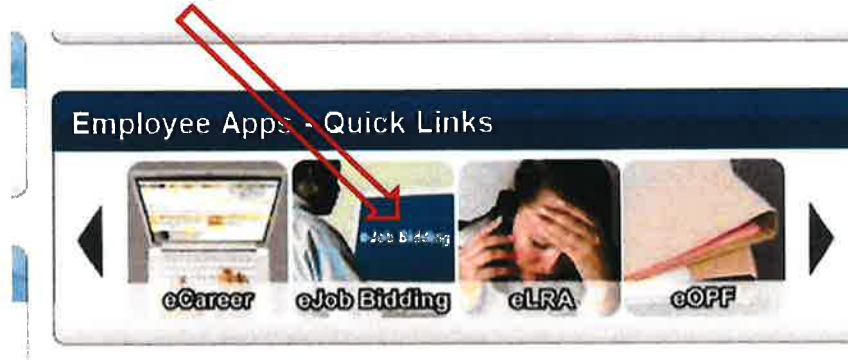 Employee Apps - Quick Links
eJob Bidding
eCareer
eJob Bidding
eLRA
eOPF